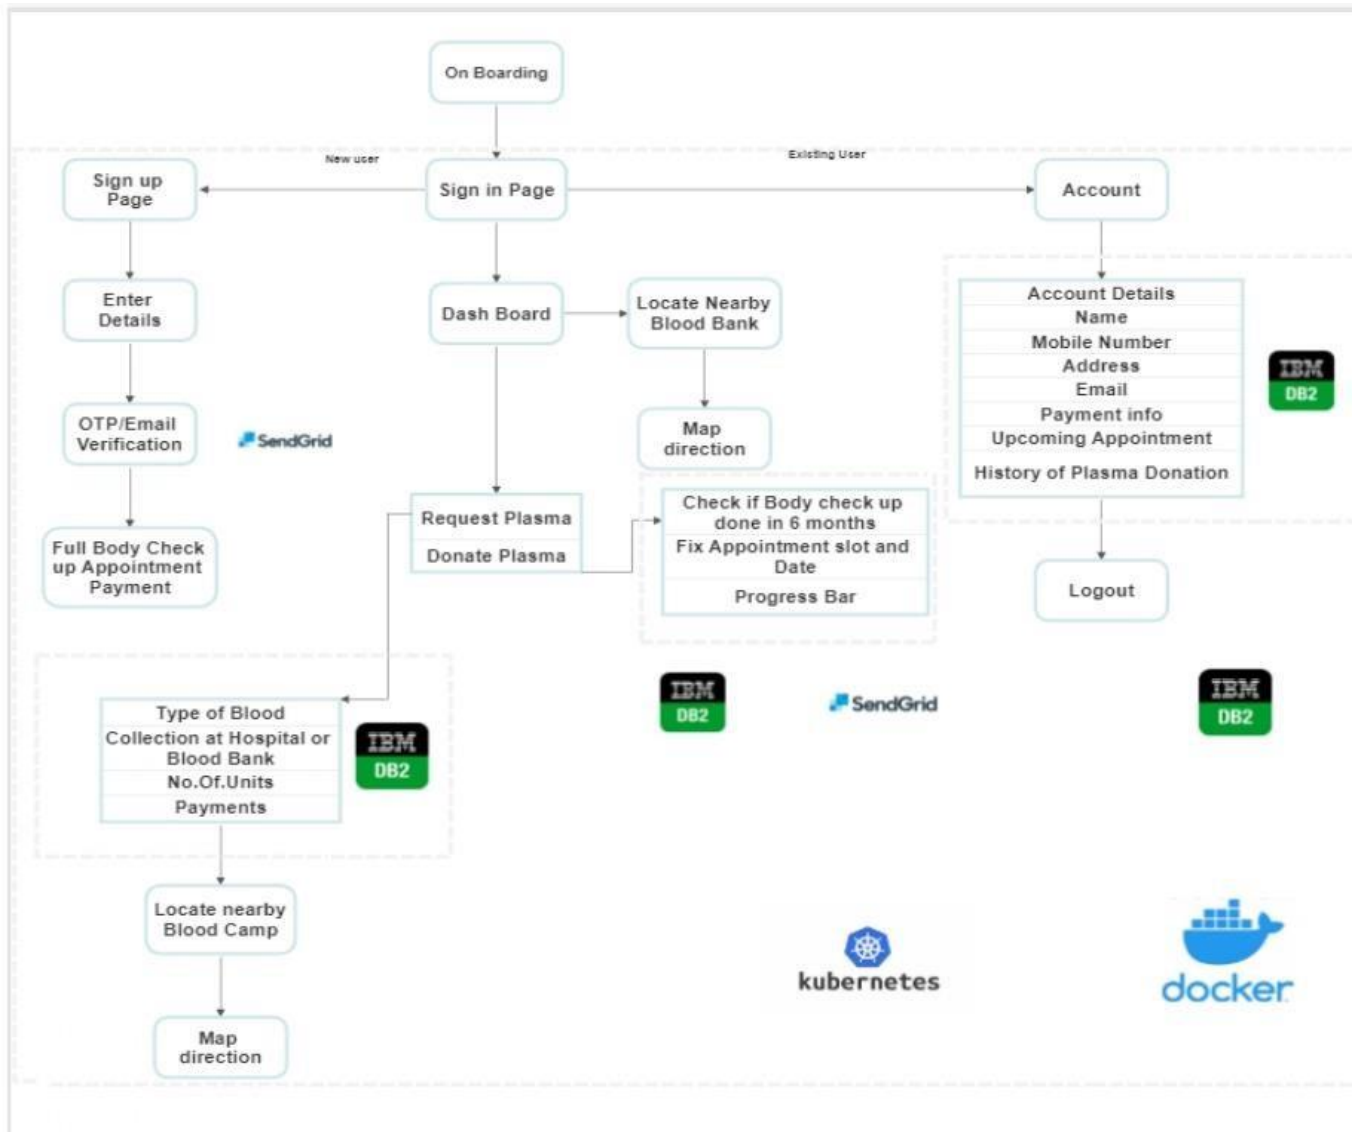 On Boarding
New user
Existing User
Sign up
Page
Sign in Page
Account
Enter
Details
Dash Board
Locate Nearby
Blood Bank
Account Details
Name
Mobile Number
Address
Email
Payment info
Upcoming Appointment
History of Plasma Donation
IBM
DB2
OTP/Email
Verification
SendGrid
Map
direction
Request Plasma
Donate Plasma
Check if Body check up
done in 6 months
Fix Appointment slot and
Date
Progress Bar
Full Body Check
up Appointment
Payment
Logout
IBM
DB2
SendGrid
IBM
DB2
Type of Blood
Collection at Hospital or
Blood Bank
No.Of.Units
Payments
IBM
DB2
Locate nearby
Blood Camp
kubernetes
docker
Map
direction